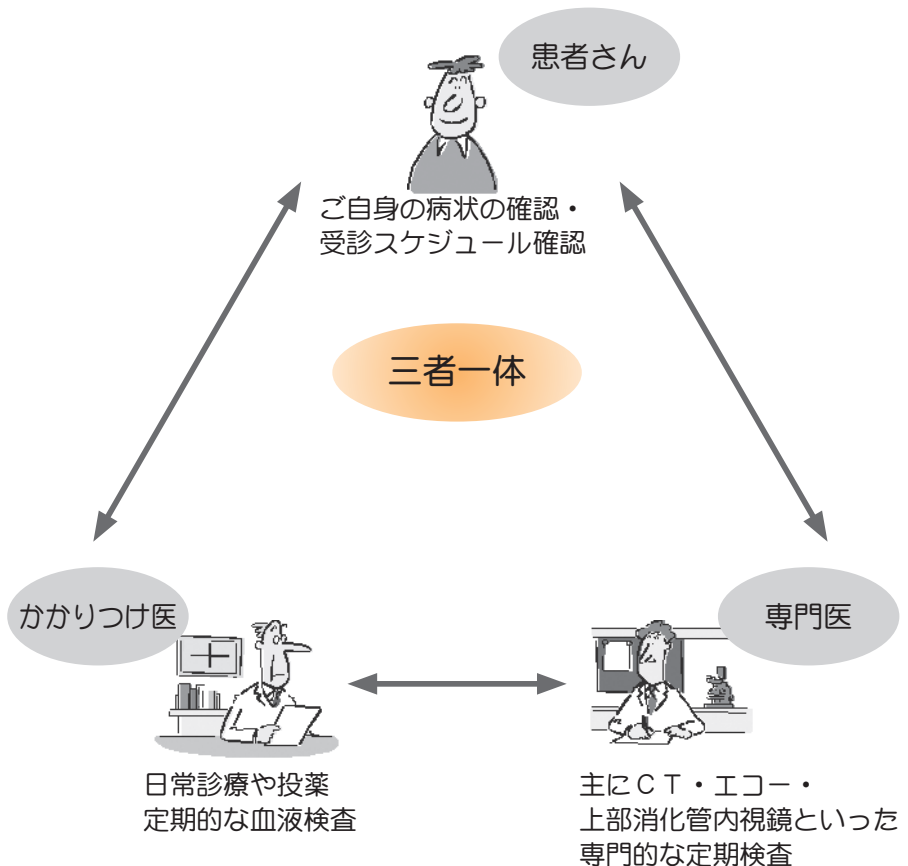 患者さん
ご自身の病状の確認・
受診スケジュール確認
三者一体
かかりつけ医
専門医
日常診療や投薬
定期的な血液検査
主にＣＴ・エコー・
上部消化管内視鏡といった
専門的な定期検査